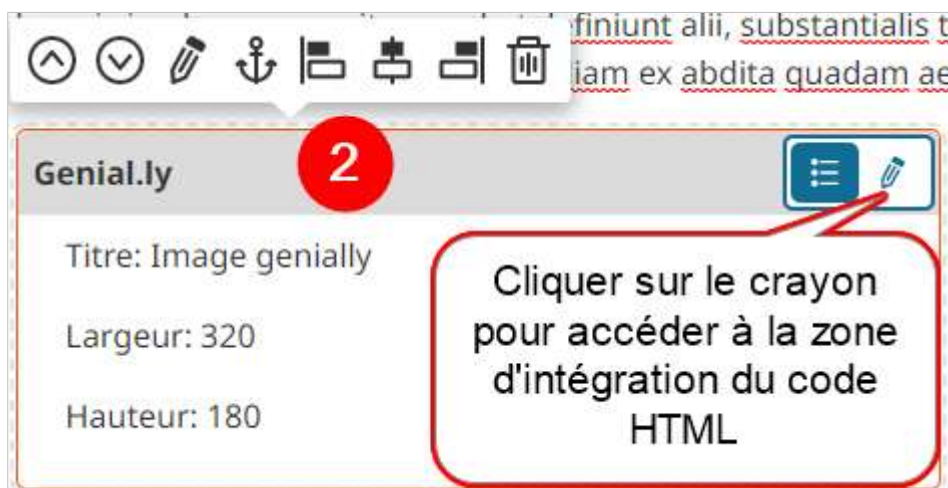 finiunt alii, substantialis
iam ex abdita quadam
2
Genial.ly
Titre: Image genially
Largeur: 320
Hauteur: 180
Cliquer sur le crayon
pour accéder à la zone
d'intégration du code
HTML